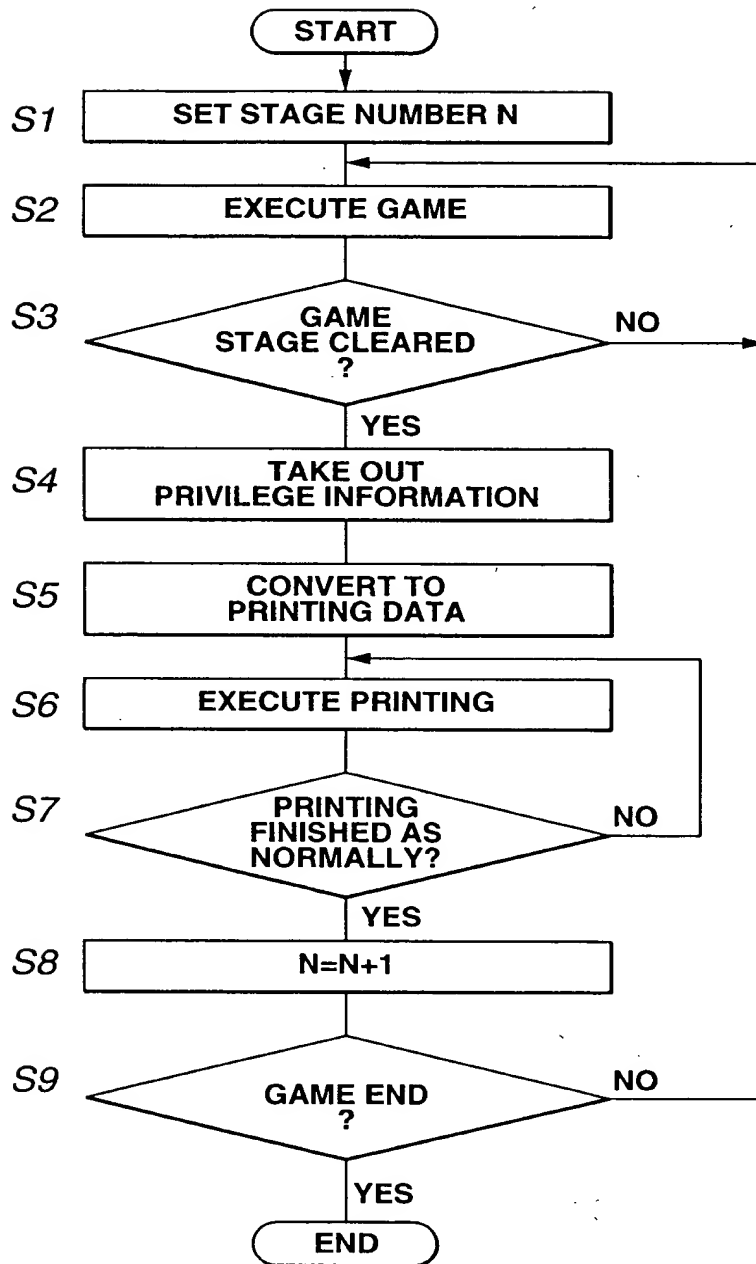 START
S1
SET STAGE NUMBER N
S2
EXECUTE GAME
S3
GAME
STAGE CLEARED
?
NO
YES
S4
TAKE OUT
PRIVILEGE INFORMATION
S5
CONVERT TO
PRINTING DATA
S6
EXECUTE PRINTING
S7
PRINTING
FINISHED AS
NORMALLY?
NO
YES
S8
N=N+1
S9
GAME END
?
NO
YES
END